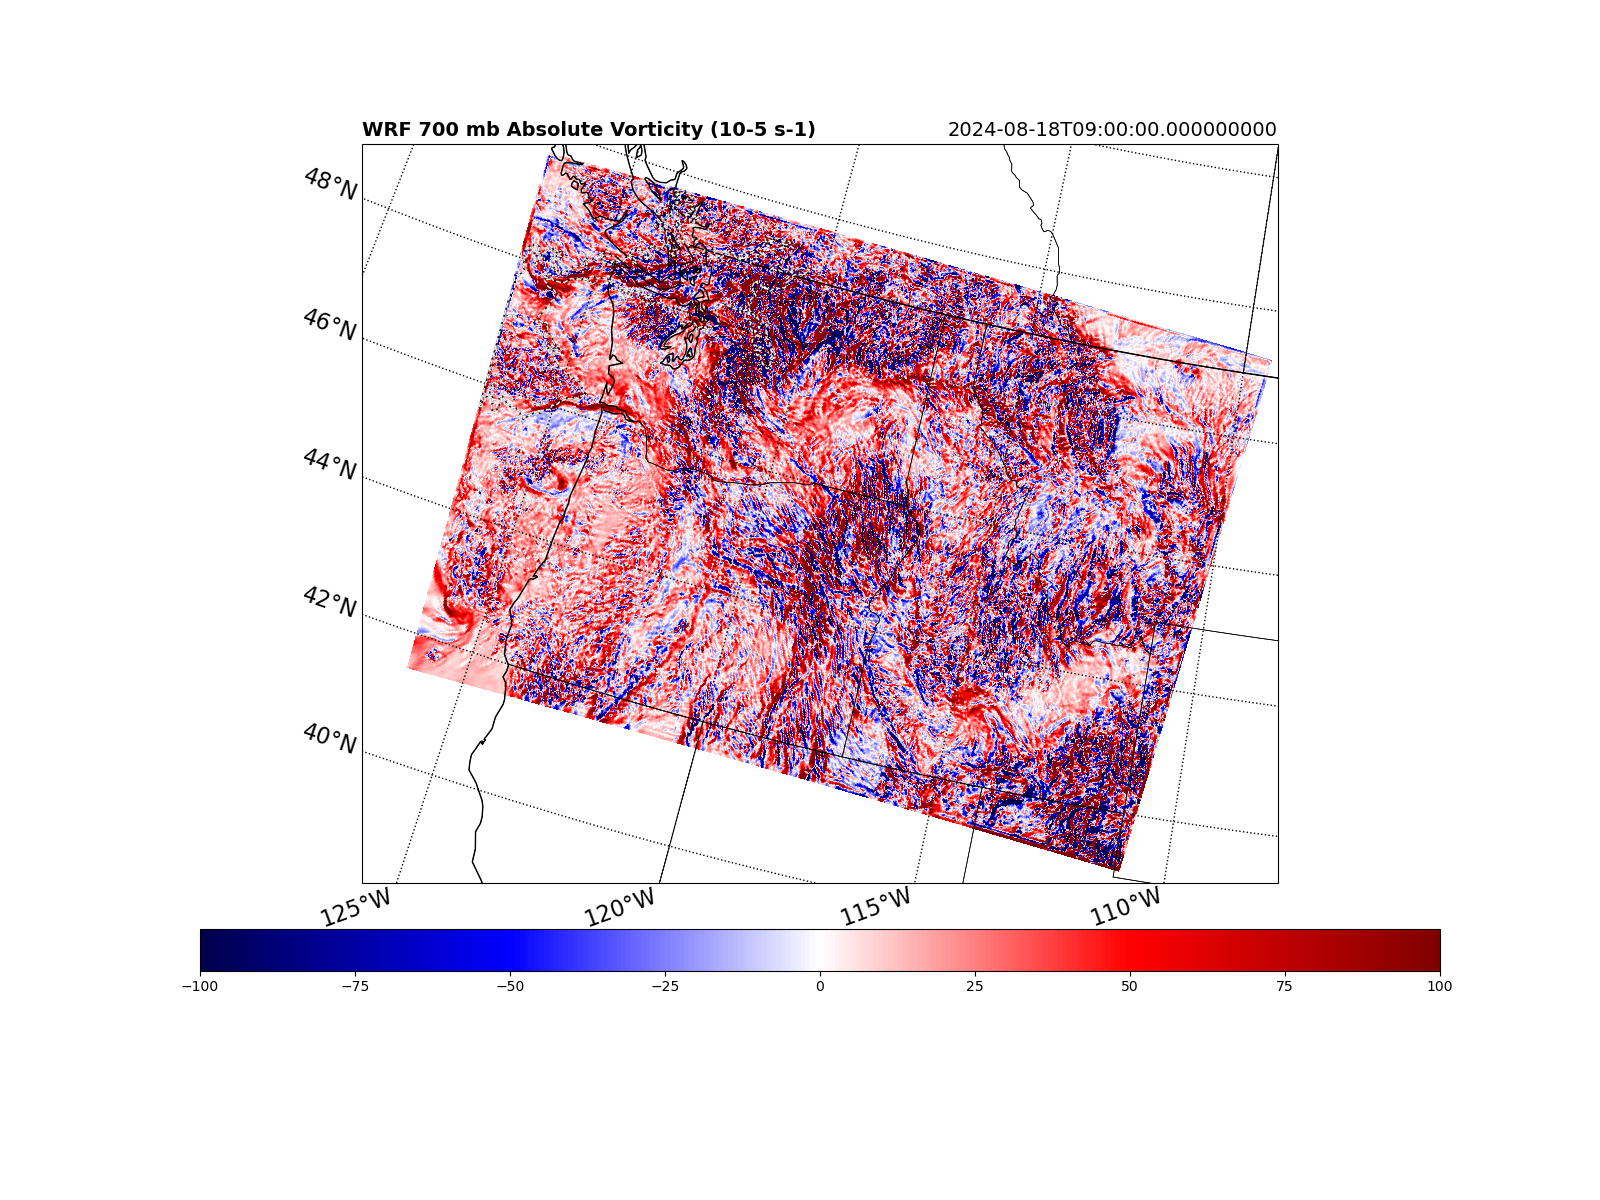 WRF 700 mb Absolute Vorticity (10-5 s-1)
2024-08-18T09:00:00.000000000
48°N
46°N
44°N
42°N
40°N
125°W
120°W
115°W
110°W
−100
−75
−50
−25
0
25
50
75
100